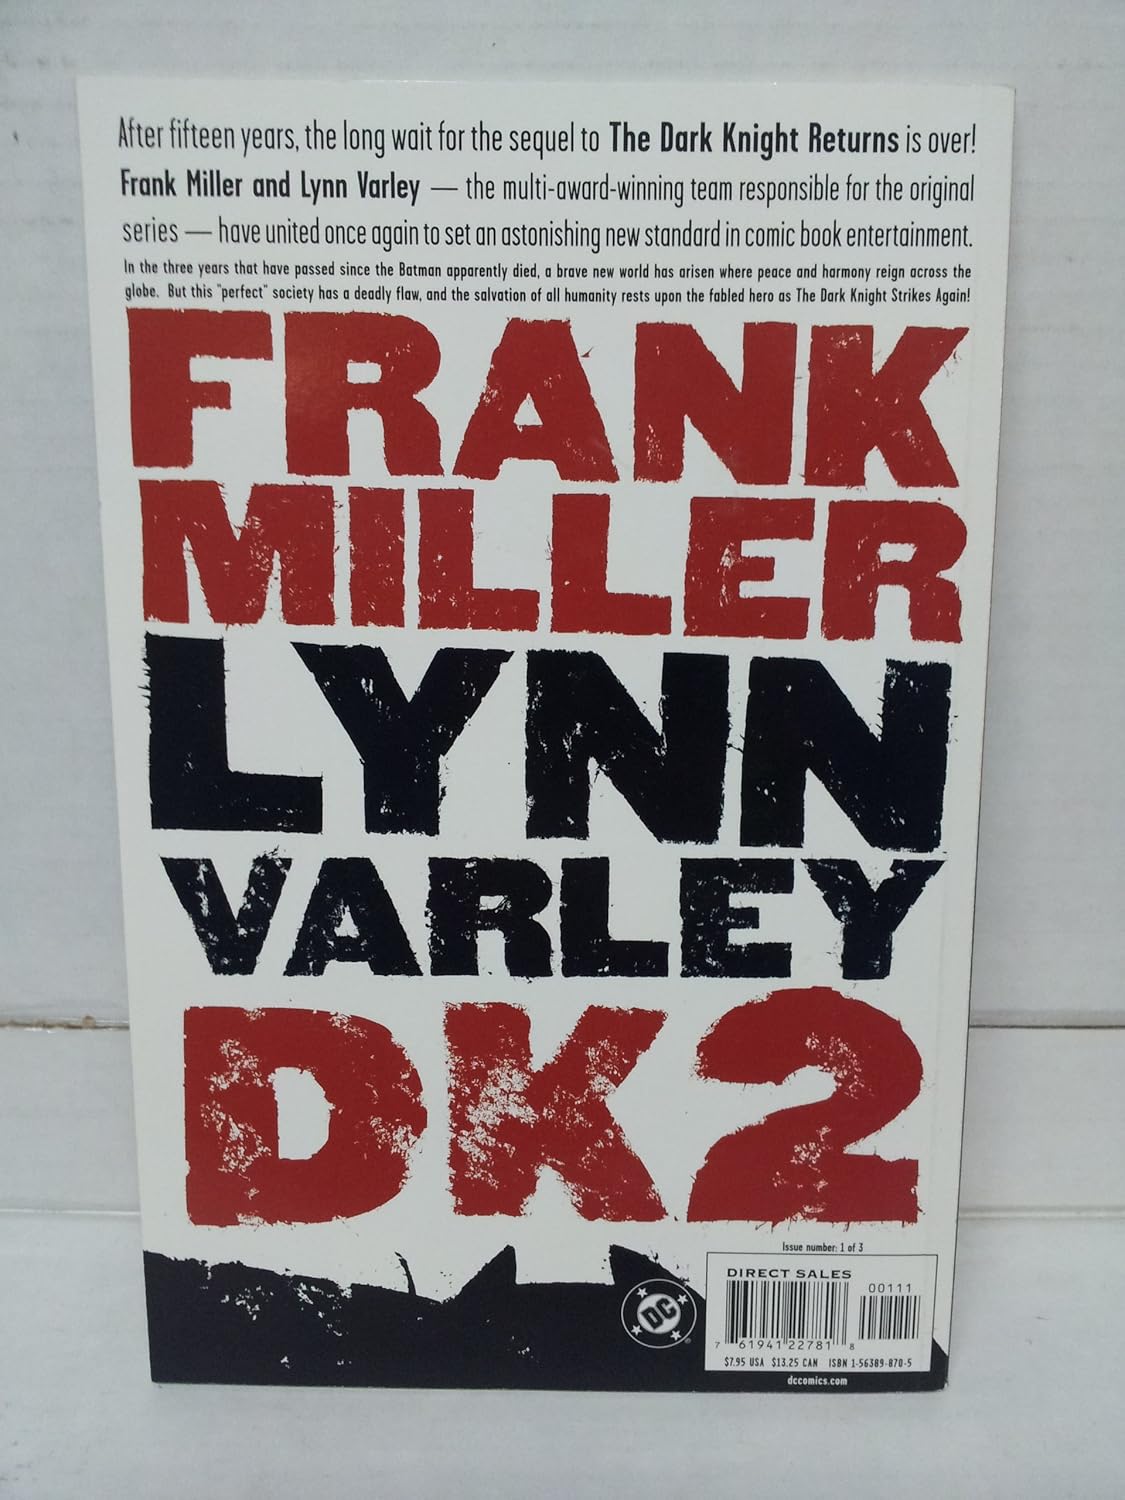 After fifteen years, the long wait for the sequel to The Dark Knight Returns is over!
Frank Miller and Lynn Varley — the multi-award-winning team responsible for the original
series — have united once again to set an astonishing new standard in comic book entertainment.
In the three years that have passed since the Batman apparently died, a brave new world has arisen where peace and harmony reign across the
globe. But this "perfect" society has a deadly flaw, and the salvation of all humanity rests upon the fabled hero as The Dark Knight Strikes Again!
FRANK
MILLER
LYNN
VARLEY
DK2
Issue number: 1 of 3
DIRECT SALES
00111
7 61941 22781 8
$7.95 USA $13.25 CAN ISBN 1-56389-870-5
DC
®
dccomics.com